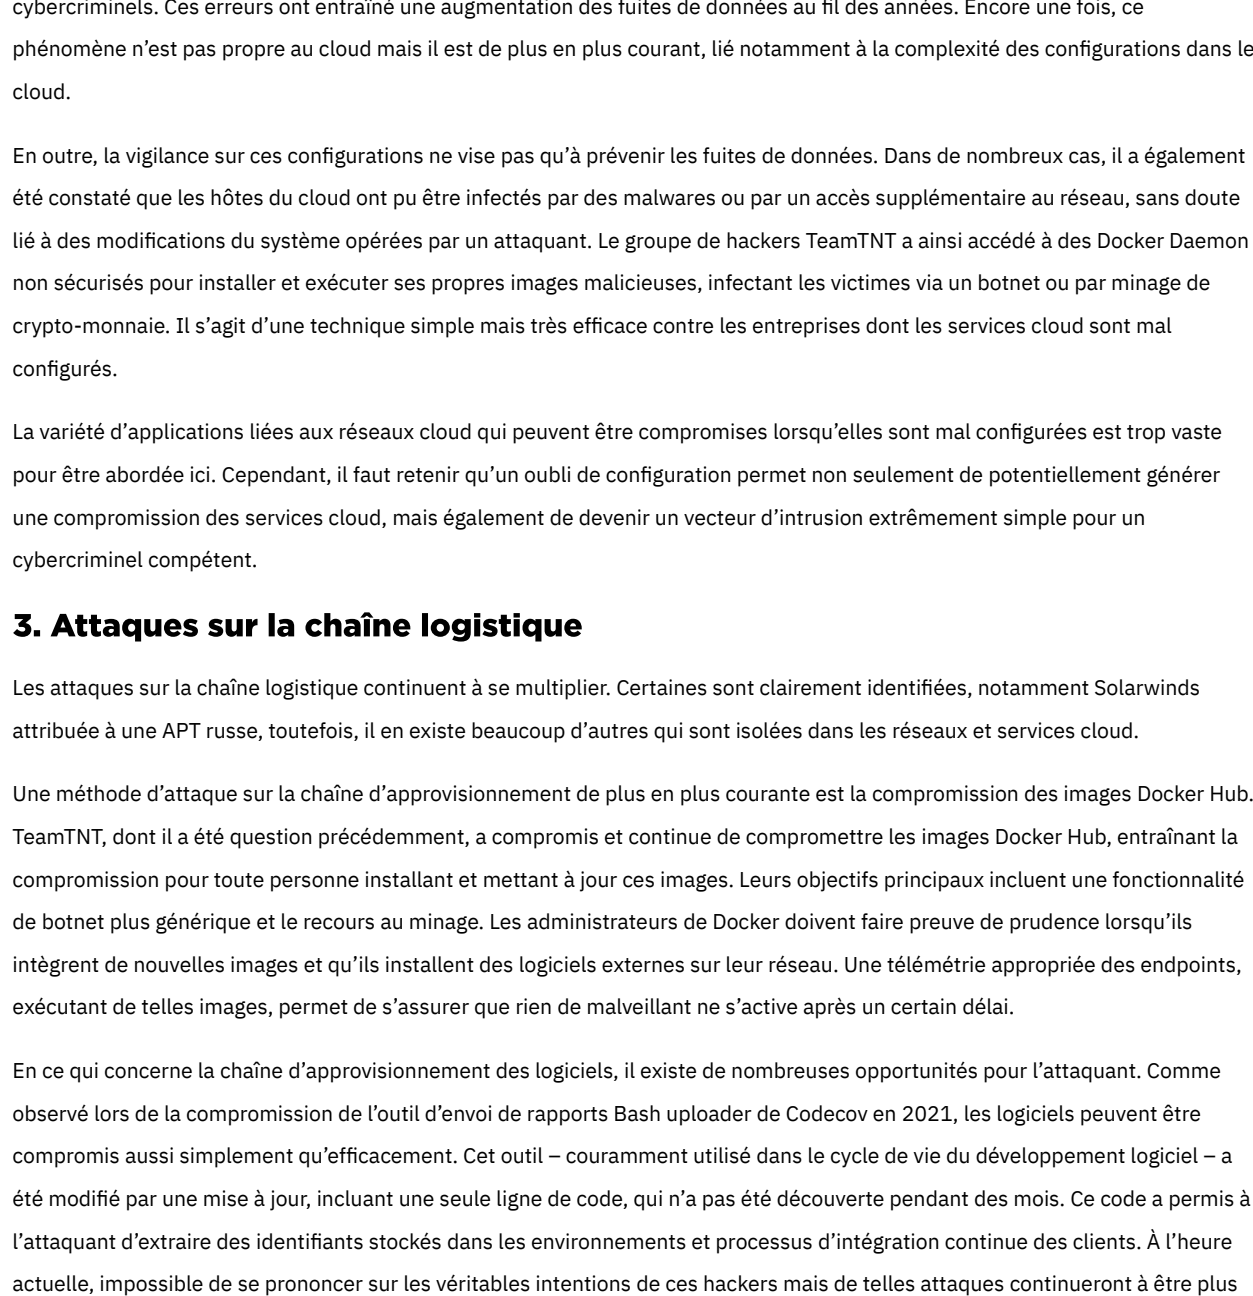 cybercriminels. Ces erreurs ont entraîné une augmentation des fuites de données au fil des années. Encore une fois, ce
phénomène n’est pas propre au cloud mais il est de plus en plus courant, lié notamment à la complexité des configurations dans le
cloud.
En outre, la vigilance sur ces configurations ne vise pas qu’à prévenir les fuites de données. Dans de nombreux cas, il a également
été constaté que les hôtes du cloud ont pu être infectés par des malwares ou par un accès supplémentaire au réseau, sans doute
lié à des modifications du système opérées par un attaquant. Le groupe de hackers TeamTNT a ainsi accédé à des Docker Daemon
non sécurisés pour installer et exécuter ses propres images malicieuses, infectant les victimes via un botnet ou par minage de
crypto-monnaie. Il s’agit d’une technique simple mais très efficace contre les entreprises dont les services cloud sont mal
configurés.
La variété d’applications liées aux réseaux cloud qui peuvent être compromises lorsqu’elles sont mal configurées est trop vaste
pour être abordée ici. Cependant, il faut retenir qu’un oubli de configuration permet non seulement de potentiellement générer
une compromission des services cloud, mais également de devenir un vecteur d’intrusion extrêmement simple pour un
cybercriminel compétent.
3. Attaques sur la chaîne logistique
Les attaques sur la chaîne logistique continuent à se multiplier. Certaines sont clairement identifiées, notamment Solarwinds
attribuée à une APT russe, toutefois, il en existe beaucoup d’autres qui sont isolées dans les réseaux et services cloud.
Une méthode d’attaque sur la chaîne d’approvisionnement de plus en plus courante est la compromission des images Docker Hub.
TeamTNT, dont il a été question précédemment, a compromis et continue de compromettre les images Docker Hub, entraînant la
compromission pour toute personne installant et mettant à jour ces images. Leurs objectifs principaux incluent une fonctionnalité
de botnet plus générique et le recours au minage. Les administrateurs de Docker doivent faire preuve de prudence lorsqu’ils
intègrent de nouvelles images et qu’ils installent des logiciels externes sur leur réseau. Une télémétrie appropriée des endpoints,
exécutant de telles images, permet de s’assurer que rien de malveillant ne s’active après un certain délai.
En ce qui concerne la chaîne d’approvisionnement des logiciels, il existe de nombreuses opportunités pour l’attaquant. Comme
observé lors de la compromission de l’outil d’envoi de rapports Bash uploader de Codecov en 2021, les logiciels peuvent être
compromis aussi simplement qu’efficacement. Cet outil – couramment utilisé dans le cycle de vie du développement logiciel – a
été modifié par une mise à jour, incluant une seule ligne de code, qui n’a pas été découverte pendant des mois. Ce code a permis à
l’attaquant d’extraire des identifiants stockés dans les environnements et processus d’intégration continue des clients. À l’heure
actuelle, impossible de se prononcer sur les véritables intentions de ces hackers mais de telles attaques continueront à être plus